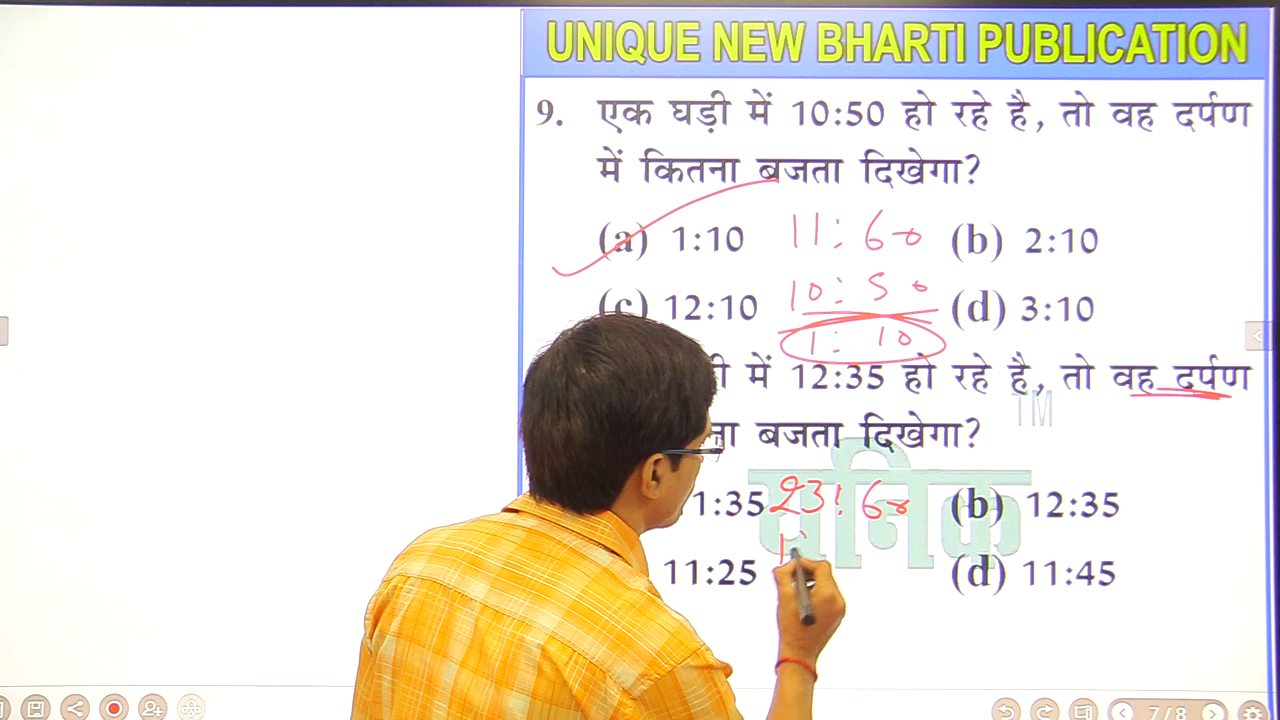 UNIQUE NEW BHARTI PUBLICATION
9. एक घड़ी में 10:50 हो रहे है, तो वह दर्पण
में कितना बजता दिखेगा?
(a) 1:10 11:60 (b) 2:10
(c) 12:10 10:50 (d) 3:10
1:10
में 12:35 हो रहे है, तो वह दर्पण
बजता दिखेगा?
TM
यूनिक
1:35 23:60 (b) 12:35
11:25 (d) 11:45
7/8